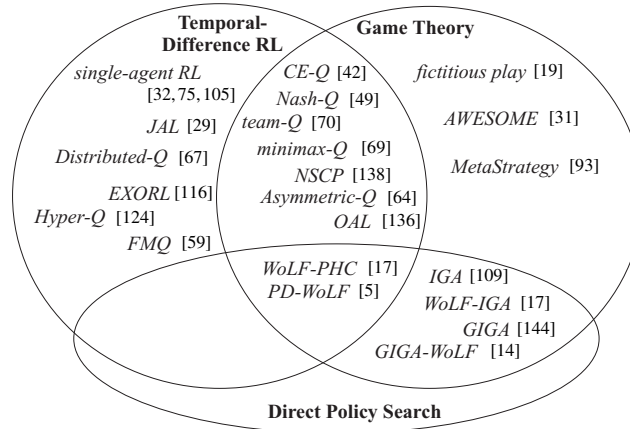 Temporal-
Difference RL
Game Theory
single-agent RL
[32, 75, 105]
JAL [29]
Distributed-Q [67]
EXORL [116]
Hyper-Q [124]
FMQ [59]
CE-Q [42]
Nash-Q [49]
team-Q [70]
minimax-Q [69]
NSCP [138]
Asymmetric-Q [64]
OAL [136]
fictitious play [19]
AWESOME [31]
MetaStrategy [93]
WoLF-PHC [17]
PD-WoLF [5]
IGA [109]
WoLF-IGA [17]
GIGA [144]
GIGA-WoLF [14]
Direct Policy Search